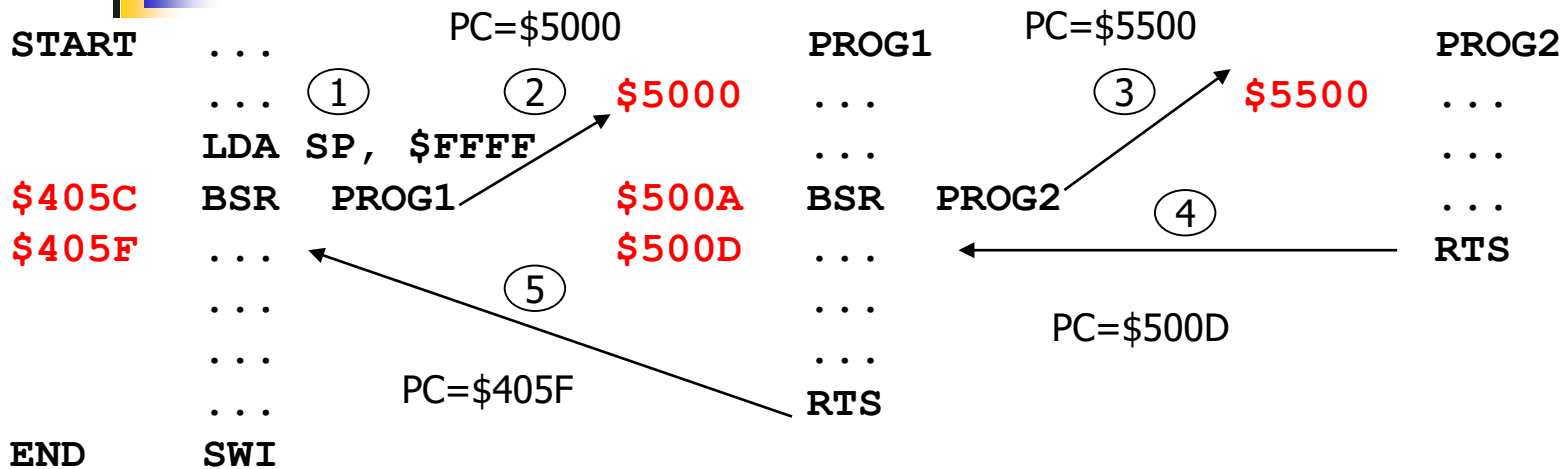 PC=$5000 PC=$5500
START ... PROG1 PROG2
... 1 2 $5000 ... 3 $5500 ...
LDA SP, $FFFF ... ...
$405C BSR PROG1 $500A BSR PROG2 4 ...
$405F ... $500D ... RTS
... 5 ...
PC=$500D
... ...
PC=$405F
... RTS
END SWI